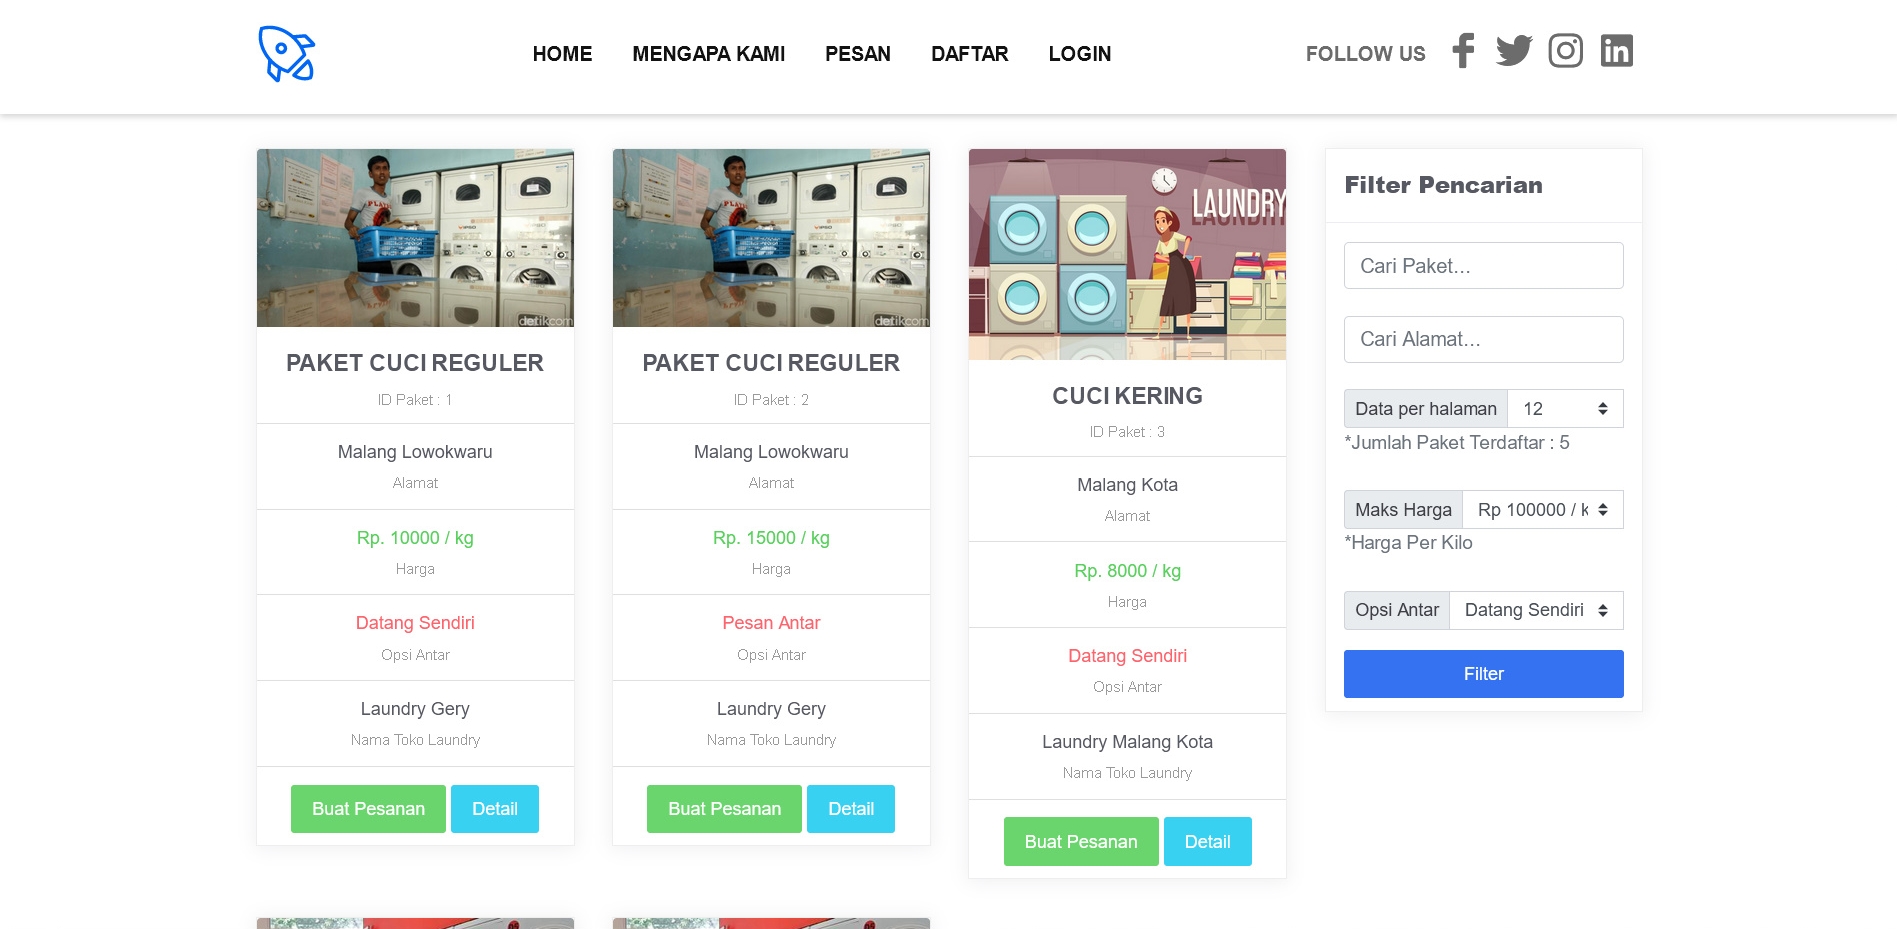 HOME
MENGAPA KAMI
PESAN
DAFTAR
LOGIN
FOLLOW US
detikcom
PAKET CUCI REGULER
ID Paket : 1
Malang Lowokwaru
Alamat
Rp. 10000 / kg
Harga
Datang Sendiri
Opsi Antar
Laundry Gery
Nama Toko Laundry
Buat Pesanan
Detail
detikcom
PAKET CUCI REGULER
ID Paket : 2
Malang Lowokwaru
Alamat
Rp. 15000 / kg
Harga
Pesan Antar
Opsi Antar
Laundry Gery
Nama Toko Laundry
Buat Pesanan
Detail
LAUNDRY
CUCI KERING
ID Paket : 3
Malang Kota
Alamat
Rp. 8000 / kg
Harga
Datang Sendiri
Opsi Antar
Laundry Malang Kota
Nama Toko Laundry
Buat Pesanan
Detail
Filter Pencarian
Cari Paket...
Cari Alamat...
Data per halaman 12
*Jumlah Paket Terdaftar : 5
Maks Harga Rp 100000 / k
*Harga Per Kilo
Opsi Antar Datang Sendiri
Filter